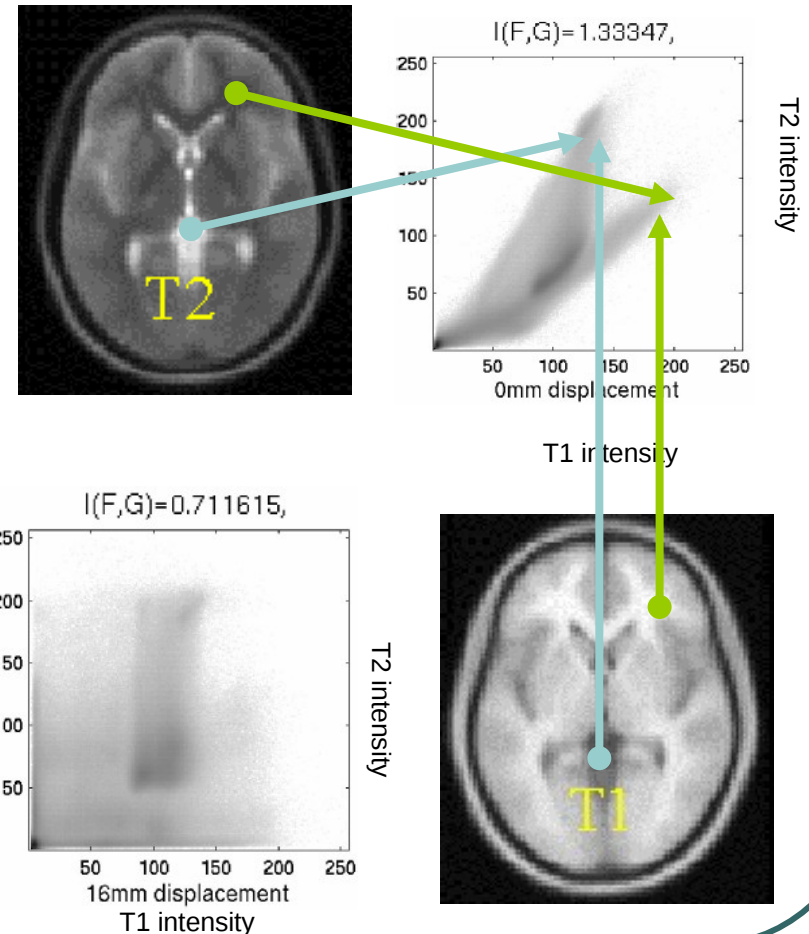 I(F,G)=1.33347,
250
200
150
100
50
50 100 150 200 250
0mm displacement
T1 intensity
T2 intensity
T2
I(F,G)=0.711615,
250
200
50
00
50
50 100 150 200 250
16mm displacement
T1 intensity
T2 intensity
T1